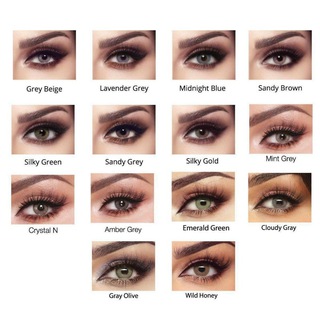 Grey Beige
Lavender Grey
Midnight Blue
Sandy Brown
Silky Green
Sandy Grey
Silky Gold
Mint Grey
Crystal N
Amber Grey
Emerald Green
Cloudy Gray
Gray Olive
Wild Honey